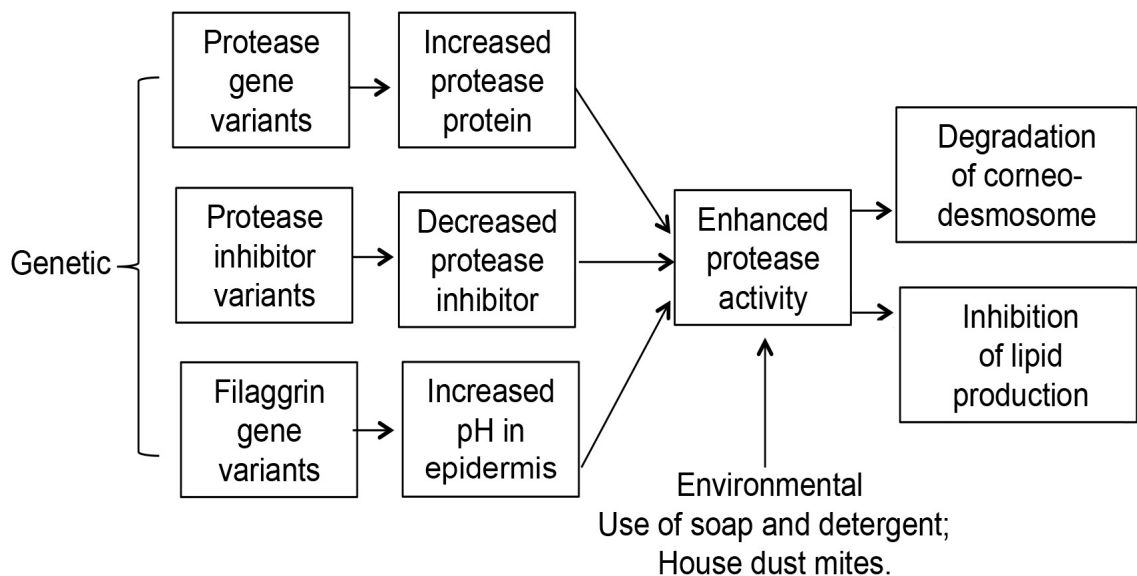 Genetic
Protease
gene
variants
Increased
protease
protein
Protease
inhibitor
variants
Decreased
protease
inhibitor
Filaggrin
gene
variants
Increased
pH in
epidermis
Enhanced
protease
activity
Degradation
of corneo-
desmosome
Inhibition
of lipid
production
Environmental
Use of soap and detergent;
House dust mites.